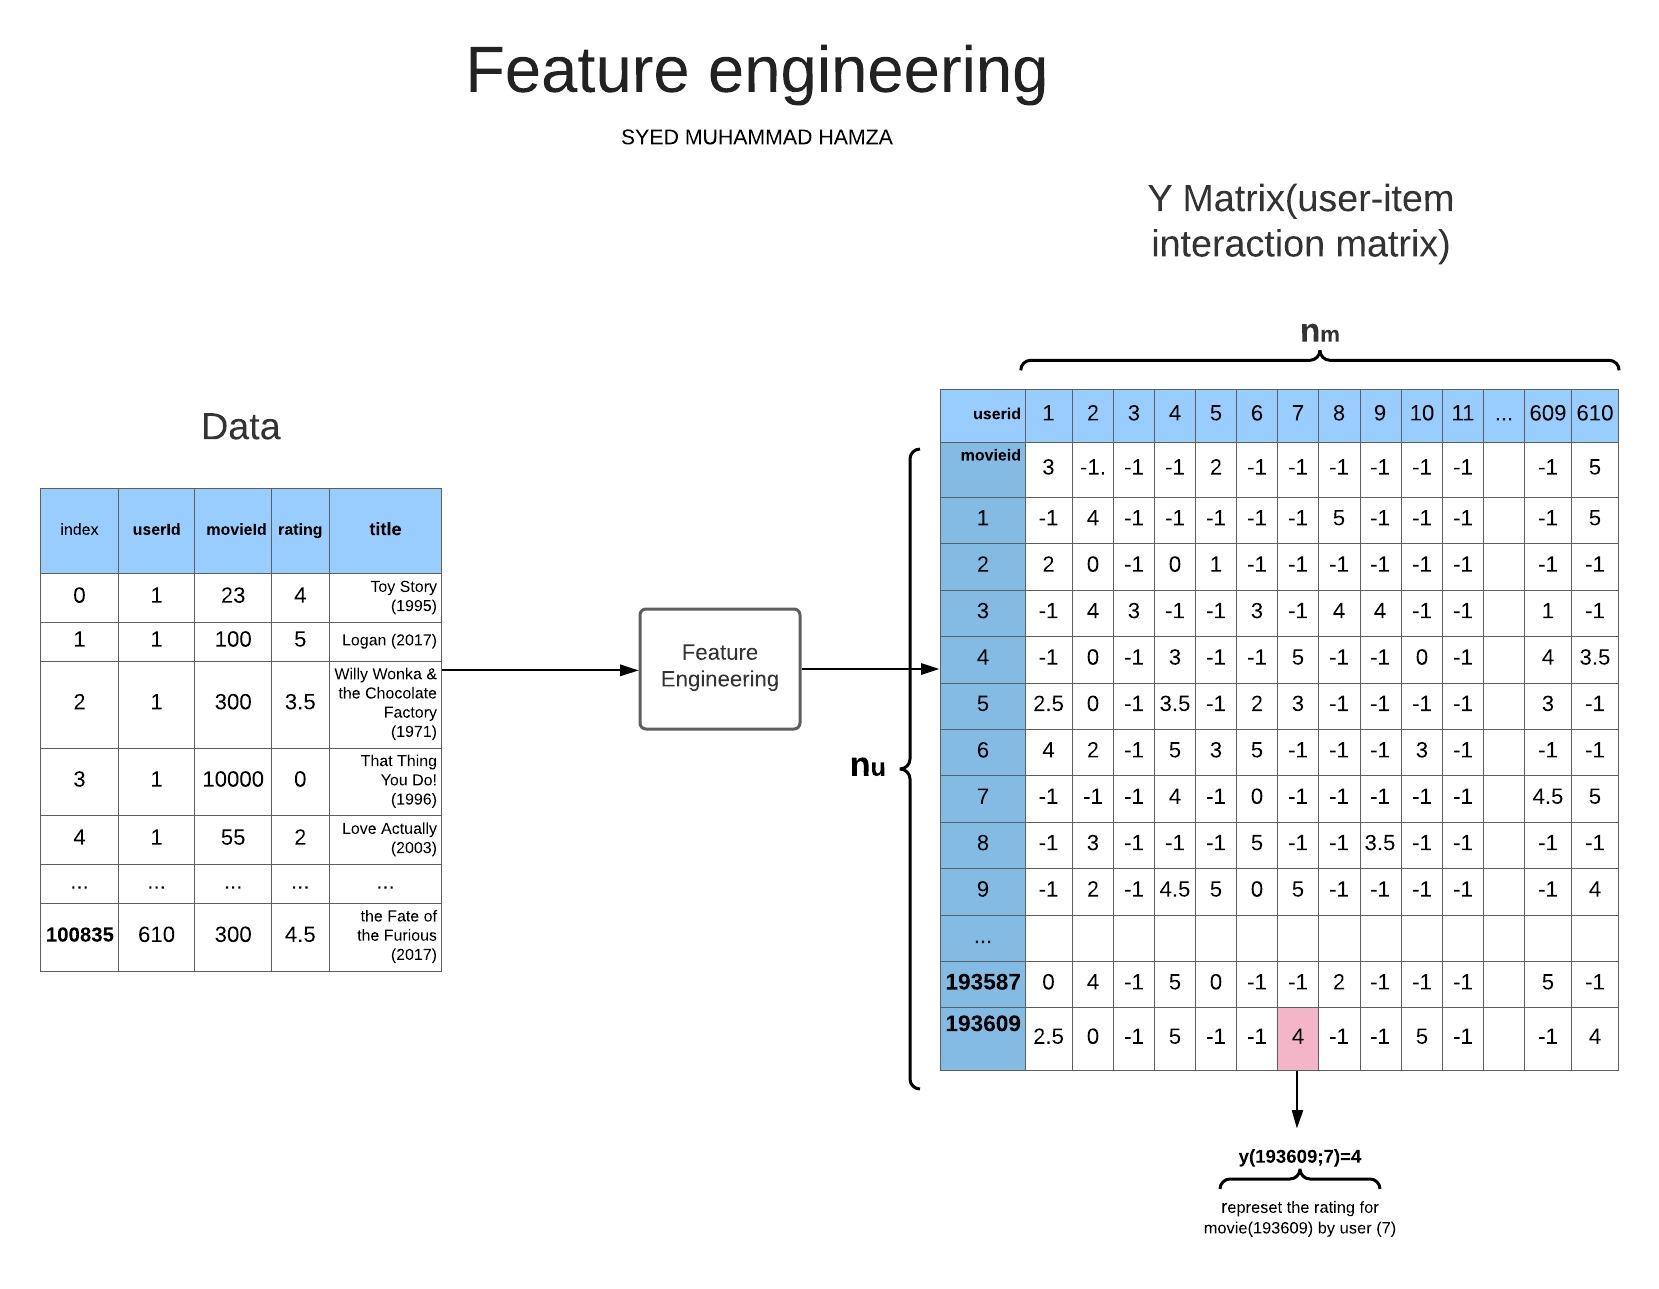 Feature engineering
SYED MUHAMMAD HAMZA
Y Matrix(user-item
interaction matrix)
nm
Data
index userId movieId rating title
0 1 23 4 Toy Story
(1995)
1 1 100 5 Logan (2017)
2 1 300 3.5 Willy Wonka &
the Chocolate
Factory
(1971)
3 1 10000 0 That Thing
You Do!
(1996)
4 1 55 2 Love Actually
(2003)
... ... ... ... ...
100835 610 300 4.5 the Fate of
the Furious
(2017)
Feature
Engineering
nu
userid 1 2 3 4 5 6 7 8 9 10 11 ... 609 610
movieid 3 -1. -1 -1 2 -1 -1 -1 -1 -1 -1 -1 5
1 -1 4 -1 -1 -1 -1 -1 5 -1 -1 -1 -1 5
2 2 0 -1 0 1 -1 -1 -1 -1 -1 -1 -1 -1
3 -1 4 3 -1 -1 3 -1 4 4 -1 -1 1 -1
4 -1 0 -1 3 -1 -1 5 -1 -1 0 -1 4 3.5
5 2.5 0 -1 3.5 -1 2 3 -1 -1 -1 -1 3 -1
6 4 2 -1 5 3 5 -1 -1 -1 3 -1 -1 -1
7 -1 -1 -1 4 -1 0 -1 -1 -1 -1 -1 4.5 5
8 -1 3 -1 -1 -1 5 -1 -1 3.5 -1 -1 -1 -1
9 -1 2 -1 4.5 5 0 5 -1 -1 -1 -1 -1 4
...
193587 0 4 -1 5 0 -1 -1 2 -1 -1 -1 5 -1
193609 2.5 0 -1 5 -1 -1 4 -1 -1 5 -1 -1 4
y(193609;7)=4
represet the rating for
movie(193609) by user (7)